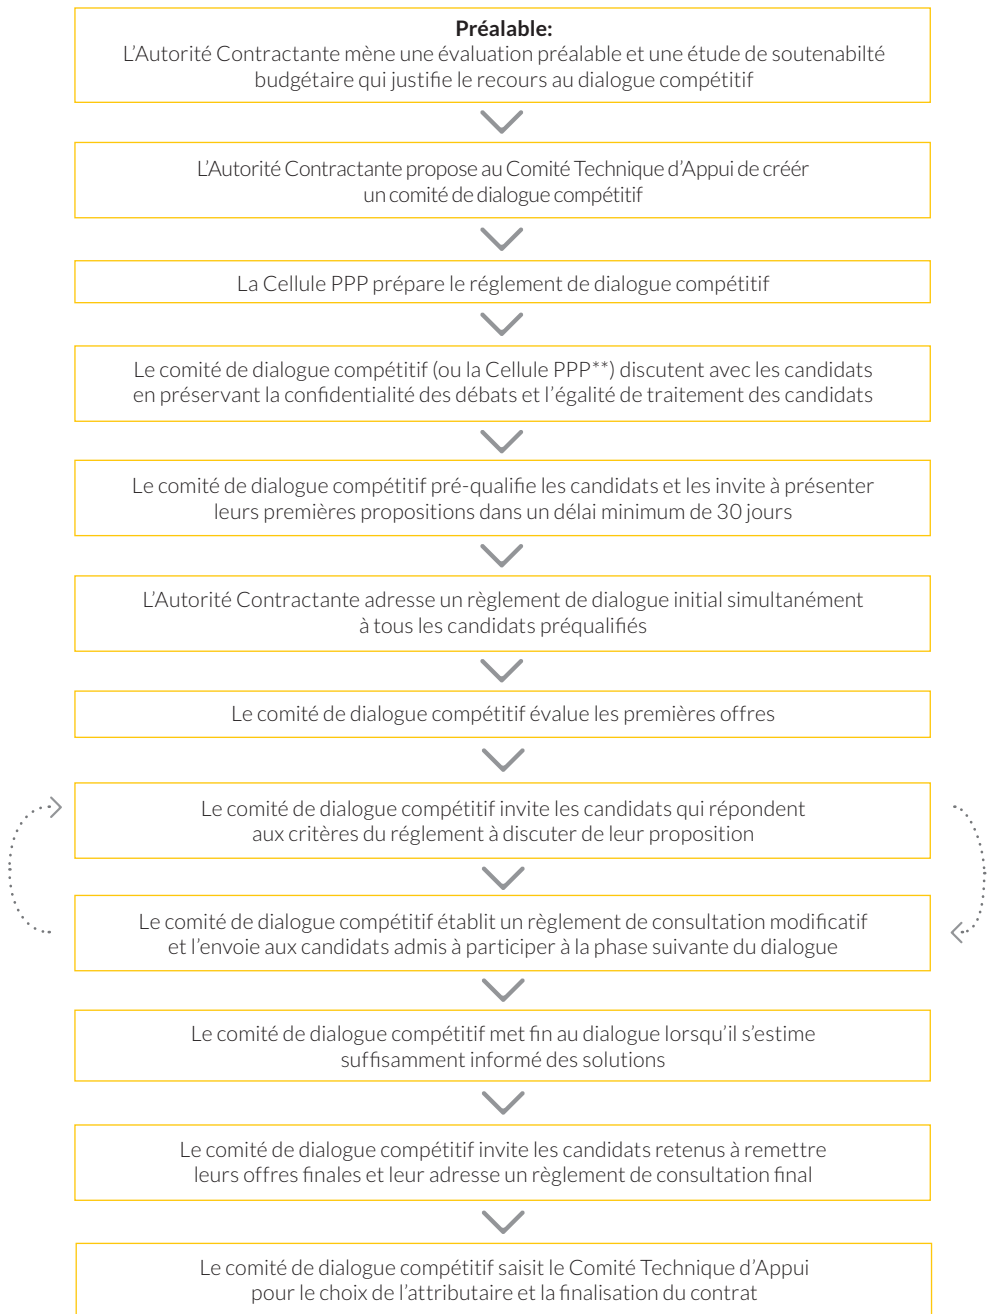 Préalable:
L’Autorité Contractante mène une évaluation préalable et une étude de soutenabilté
budgétaire qui justifie le recours au dialogue compétitif
L’Autorité Contractante propose au Comité Technique d’Appui de créér
un comité de dialogue compétitif
La Cellule PPP prépare le réglement de dialogue compétitif
Le comité de dialogue compétitif (ou la Cellule PPP**) discutent avec les candidats
en préservant la confidentialité des débats et l’égalité de traitement des candidats
Le comité de dialogue compétitif pré-qualifie les candidats et les invite à présenter
leurs premières propositions dans un délai minimum de 30 jours
L’Autorité Contractante adresse un règlement de dialogue initial simultanément
à tous les candidats préqualifiés
Le comité de dialogue compétitif évalue les premières offres
Le comité de dialogue compétitif invite les candidats qui répondent
aux critères du réglement à discuter de leur proposition
Le comité de dialogue compétitif établit un règlement de consultation modificatif
et l’envoie aux candidats admis à participer à la phase suivante du dialogue
Le comité de dialogue compétitif met fin au dialogue lorsqu’il s’estime
suffisamment informé des solutions
Le comité de dialogue compétitif invite les candidats retenus à remettre
leurs offres finales et leur adresse un règlement de consultation final
Le comité de dialogue compétitif saisit le Comité Technique d’Appui
pour le choix de l’attributaire et la finalisation du contrat